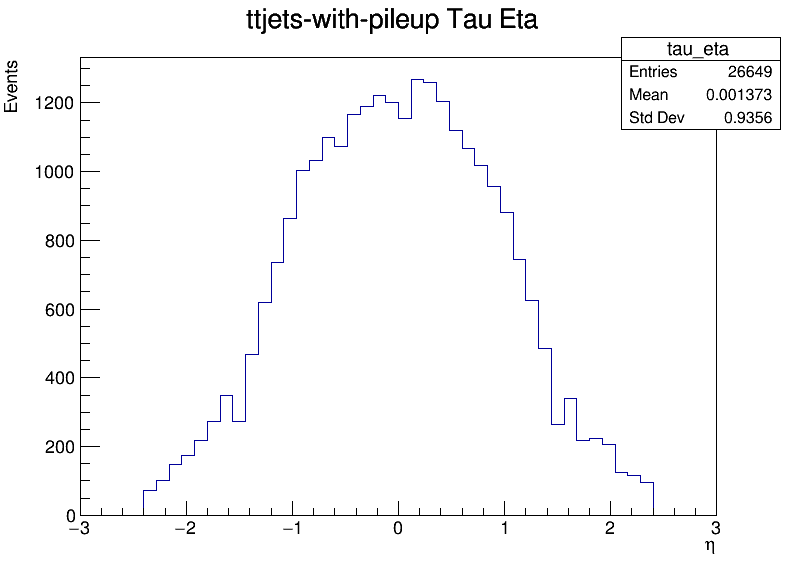 ttjets-with-pileup Tau Eta
tau_eta
Entries 26649
Mean 0.001373
Std Dev 0.9356
Events
1200
1000
800
600
400
200
0
−3 −2 −1 0 1 2 3
η